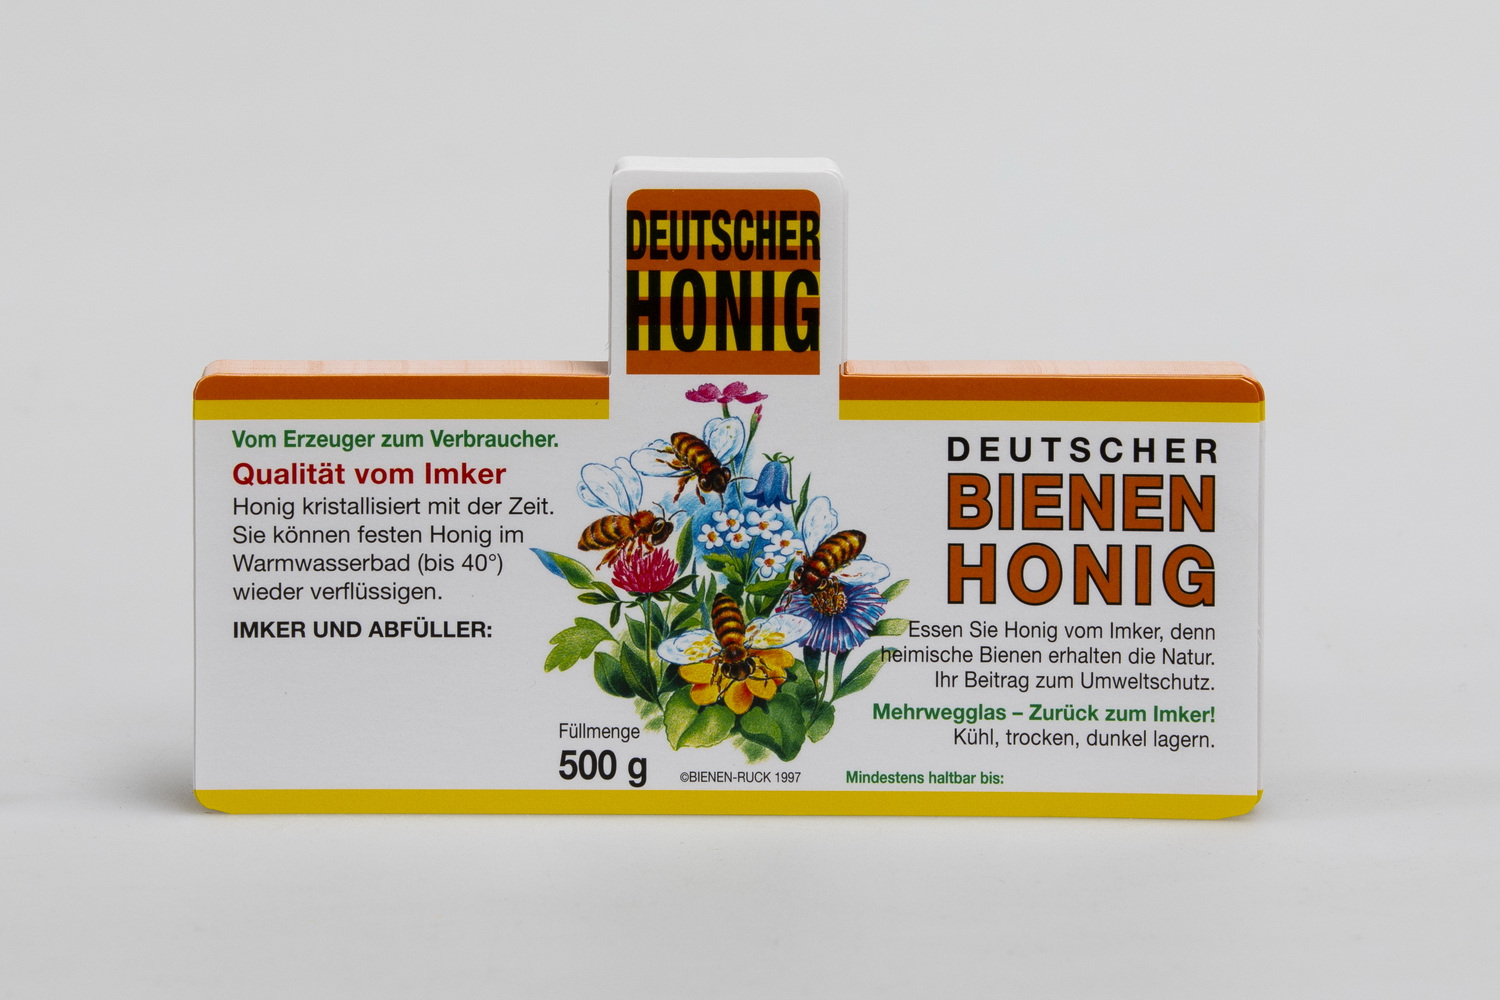 DEUTSCHER
HONIG
Vom Erzeuger zum Verbraucher.
Qualität vom Imker
Honig kristallisiert mit der Zeit.
Sie können festen Honig im
Warmwasserbad (bis 40°)
wieder verflüssigen.
IMKER UND ABFÜLLER:
Füllmenge
500 g
©BIENEN-RUCK 1997
DEUTSCHER
BIENEN
HONIG
Essen Sie Honig vom Imker, denn
heimische Bienen erhalten die Natur.
Ihr Beitrag zum Umweltschutz.
Mehrwegglas – Zurück zum Imker!
Kühl, trocken, dunkel lagern.
Mindestens haltbar bis: